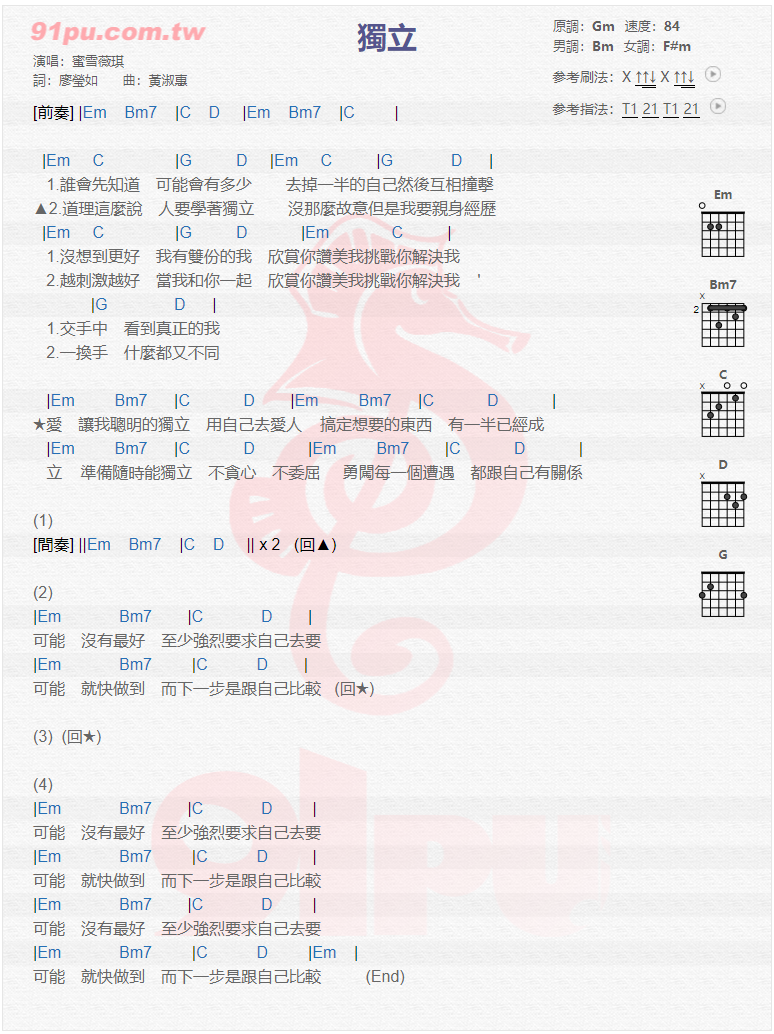 91pu.com.tw
獨立
原調：Gm 速度：84
男調：Bm 女調：F#m
演唱：蜜雪薇琪
詞：廖瑩如 曲：黃淑惠
參考刷法：X ↑↑↓ X ↑↑↓
參考指法：T1 21 T1 21
[前奏] |Em Bm7 |C D |Em Bm7 |C |
|Em C |G D |Em C |G D |
1.誰會先知道 可能會有多少 去掉一半的自己然後互相撞擊
▲2.道理這麼說 人要學著獨立 沒那麼故意但是我要親身經歷
|Em C |G D |Em C |
1.沒想到更好 我有雙份的我 欣賞你讚美我挑戰你解決我
2.越刺激越好 當我和你一起 欣賞你讚美我挑戰你解決我 '
|G D |
1.交手中 看到真正的我
2.一換手 什麼都又不同
|Em Bm7 |C D |Em Bm7 |C D |
★愛 讓我聰明的獨立 用自己去愛人 搞定想要的東西 有一半已經成
|Em Bm7 |C D |Em Bm7 |C D |
立 準備隨時能獨立 不貪心 不委屈 勇闖每一個遭遇 都跟自己有關係
(1)
[間奏] ||Em Bm7 |C D || x 2 (回▲)
(2)
|Em Bm7 |C D |
可能 沒有最好 至少強烈要求自己去要
|Em Bm7 |C D |
可能 就快做到 而下一步是跟自己比較 (回★)
(3) (回★)
(4)
|Em Bm7 |C D |
可能 沒有最好 至少強烈要求自己去要
|Em Bm7 |C D |
可能 就快做到 而下一步是跟自己比較
|Em Bm7 |C D |
可能 沒有最好 至少強烈要求自己去要
|Em Bm7 |C D |Em |
可能 就快做到 而下一步是跟自己比較 (End)
Em
Bm7
x
2
C
x
D
x
G
91pu